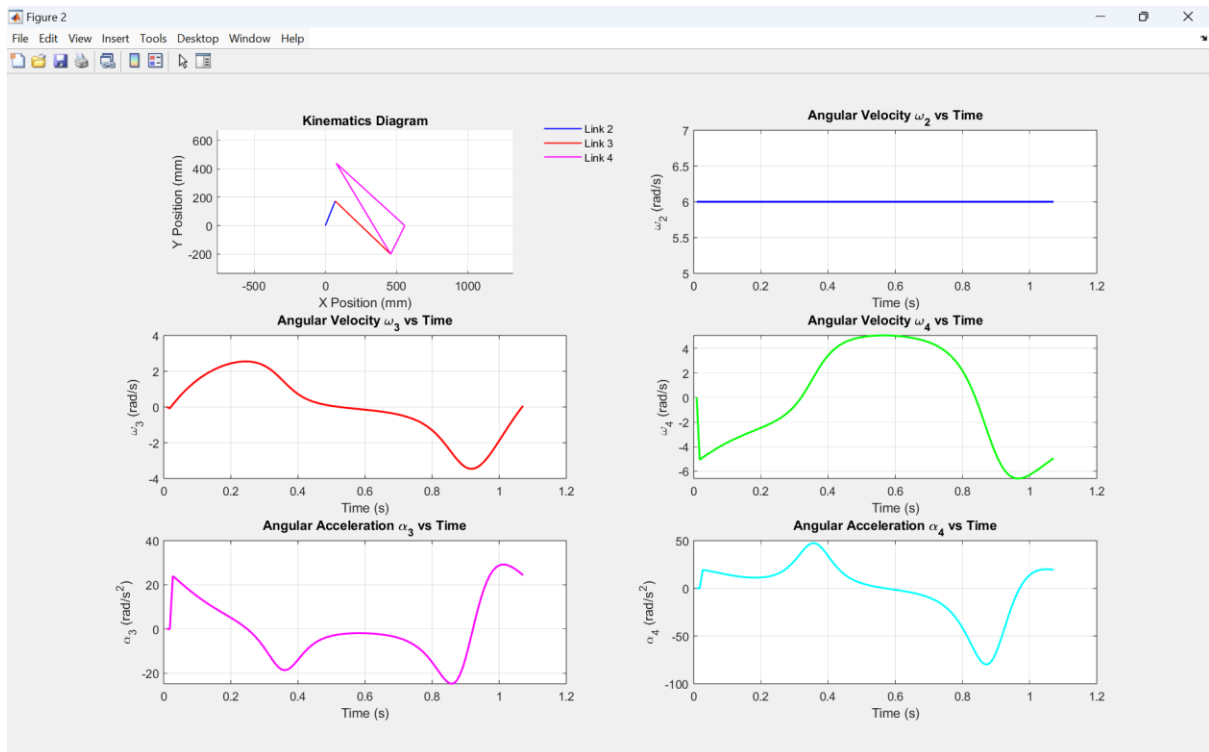 Figure 2
File Edit View Insert Tools Desktop Window Help
Kinematics Diagram
600
400
200
0
-200
Y Position (mm)
-500 0 500 1000
X Position (mm)
Link 2
Link 3
Link 4
Angular Velocity ω2 vs Time
7
6.5
6
5.5
5
ω2 (rad/s)
0 0.2 0.4 0.6 0.8 1 1.2
Time (s)
Angular Velocity ω3 vs Time
4
2
0
-2
-4
ω3 (rad/s)
0 0.2 0.4 0.6 0.8 1 1.2
Time (s)
Angular Velocity ω4 vs Time
4
2
0
-2
-4
-6
ω4 (rad/s)
0 0.2 0.4 0.6 0.8 1 1.2
Time (s)
Angular Acceleration α3 vs Time
40
20
0
-20
α3 (rad/s2)
0 0.2 0.4 0.6 0.8 1 1.2
Time (s)
Angular Acceleration α4 vs Time
50
0
-50
-100
α4 (rad/s2)
0 0.2 0.4 0.6 0.8 1 1.2
Time (s)